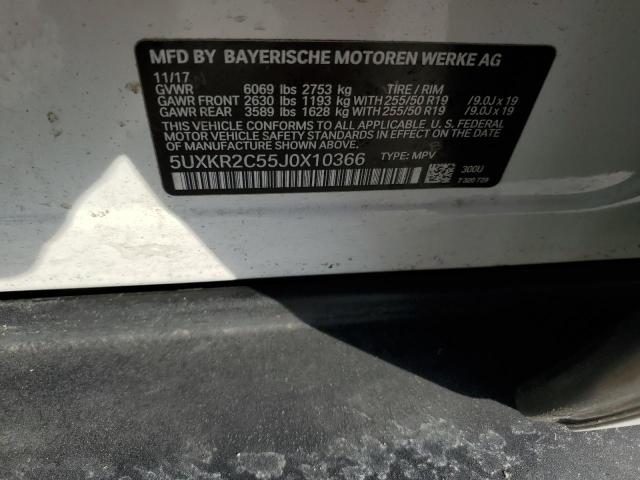 MFD BY BAYERISCHE MOTOREN WERKE AG
11/17
GVWR 6069 lbs 2753 kg TIRE / RIM
GAWR FRONT 2630 lbs 1193 kg WITH 255/50 R19 /9.0J x 19
GAWR REAR 3589 lbs 1628 kg WITH 255/50 R19 /9.0J x 19
THIS VEHICLE CONFORMS TO ALL APPLICABLE U.S. FEDERAL
MOTOR VEHICLE SAFETY STANDARDS IN EFFECT ON THE DATE
OF MANUFACTURE SHOWN ABOVE.
5UXKR2C55J0X10366 TYPE: MPV
300U
7 320 729